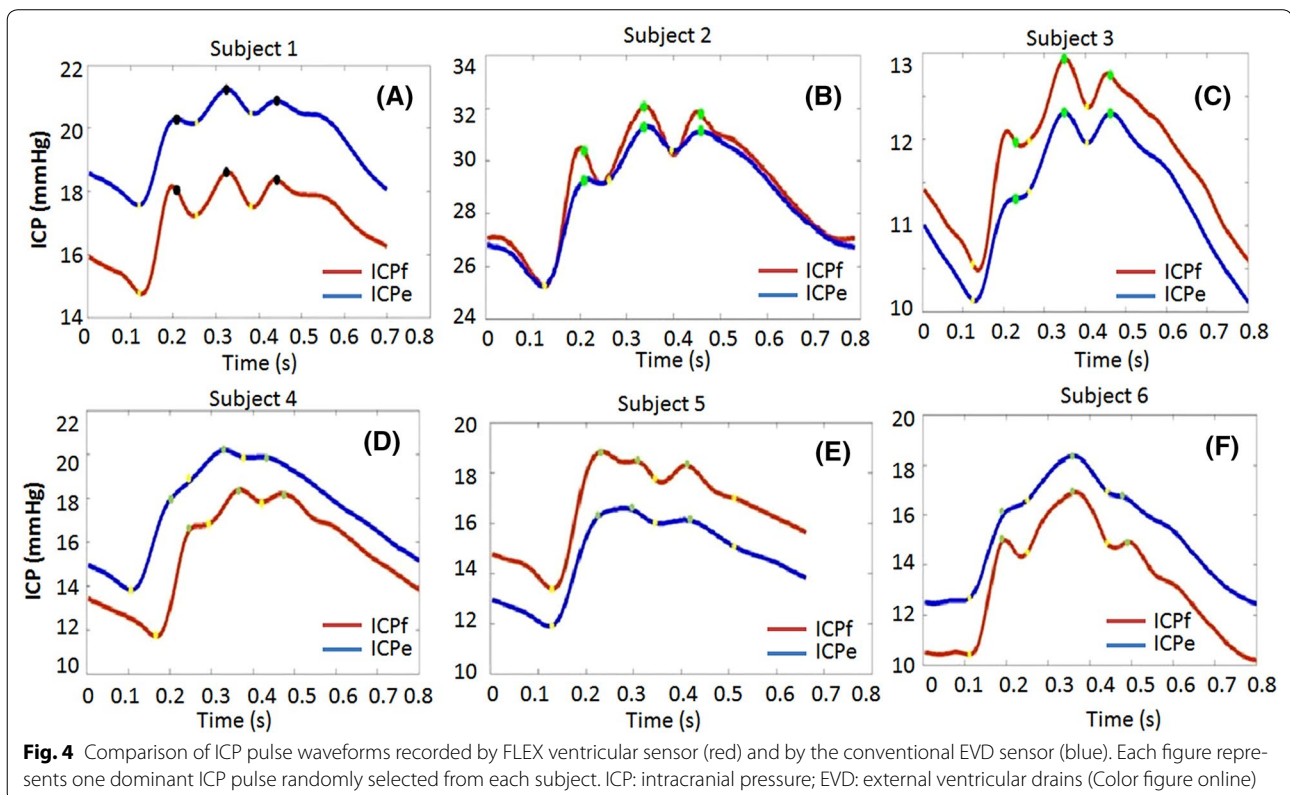 Subject 1
(A)
22
20
18
16
14
ICP (mmHg)
ICPf
ICPe
0 0.1 0.2 0.3 0.4 0.5 0.6 0.7 0.8
Time (s)
Subject 2
(B)
34
32
30
28
26
24
ICPf
ICPe
0 0.1 0.2 0.3 0.4 0.5 0.6 0.7 0.8
Time (s)
Subject 3
(C)
13
12
11
10
ICPf
ICPe
0 0.1 0.2 0.3 0.4 0.5 0.6 0.7 0.8
Time (s)
Subject 4
(D)
22
20
18
16
14
12
10
ICP (mmHg)
ICPf
ICPe
0 0.1 0.2 0.3 0.4 0.5 0.6 0.7 0.8
Time (s)
Subject 5
(E)
20
18
16
14
12
10
ICPf
ICPe
0 0.1 0.2 0.3 0.4 0.5 0.6 0.7 0.8
Time (s)
Subject 6
(F)
20
18
16
14
12
10
ICPf
ICPe
0 0.1 0.2 0.3 0.4 0.5 0.6 0.7 0.8
Time (s)
Fig. 4 Comparison of ICP pulse waveforms recorded by FLEX ventricular sensor (red) and by the conventional EVD sensor (blue). Each figure repre-
sents one dominant ICP pulse randomly selected from each subject. ICP: intracranial pressure; EVD: external ventricular drains (Color figure online)